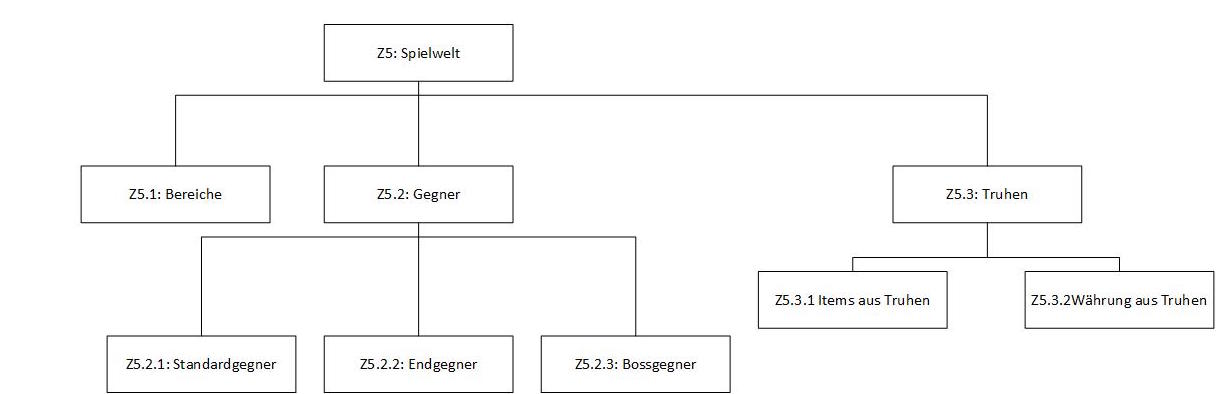 Z5: Spielwelt
Z5.1: Bereiche
Z5.2: Gegner
Z5.3: Truhen
Z5.3.1 Items aus Truhen
Z5.3.2Währung aus Truhen
Z5.2.1: Standardgegner
Z5.2.2: Endgegner
Z5.2.3: Bossgegner